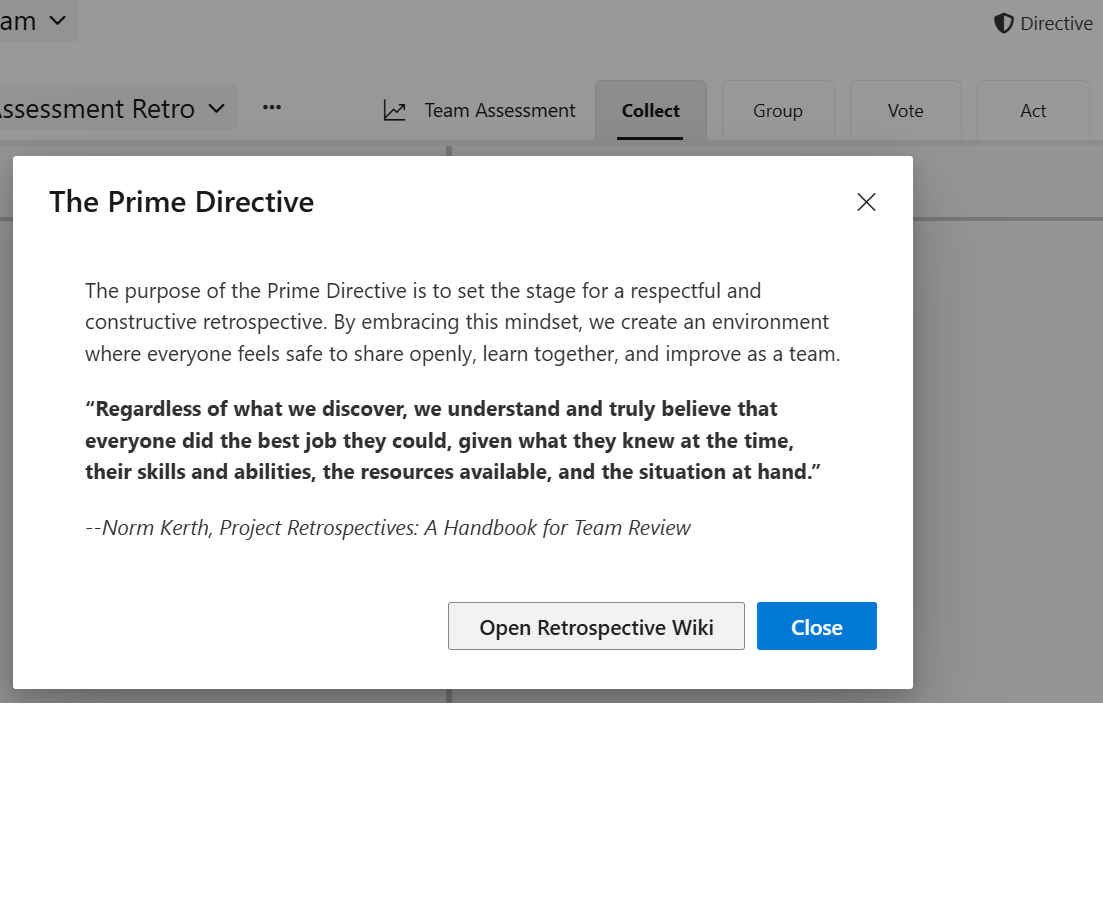 am
Directive
ssessment Retro
Team Assessment
Collect
Group
Vote
Act
The Prime Directive
The purpose of the Prime Directive is to set the stage for a respectful and
constructive retrospective. By embracing this mindset, we create an environment
where everyone feels safe to share openly, learn together, and improve as a team.
“Regardless of what we discover, we understand and truly believe that
everyone did the best job they could, given what they knew at the time,
their skills and abilities, the resources available, and the situation at hand.”
--Norm Kerth, Project Retrospectives: A Handbook for Team Review
Open Retrospective Wiki
Close